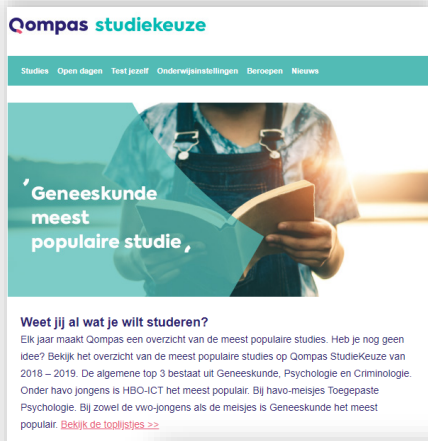 Qompas studiekeuze
Studies Open dagen Test jezelf Onderwijsinstellingen Beroepen Nieuws
'Geneeskunde
meest
populaire studie,
Weet jij al wat je wilt studeren?
Elk jaar maakt Qompas een overzicht van de meest populaire studies. Heb je nog geen
idee? Bekijk het overzicht van de meest populaire studies op Qompas StudieKeuze van
2018 – 2019. De algemene top 3 bestaat uit Geneeskunde, Psychologie en Criminologie.
Onder havo jongens is HBO-ICT het meest populair. Bij havo-meisjes Toegepaste
Psychologie. Bij zowel de vwo-jongens als de meisjes is Geneeskunde het meest
populair. Bekijk de toplijstjes >>